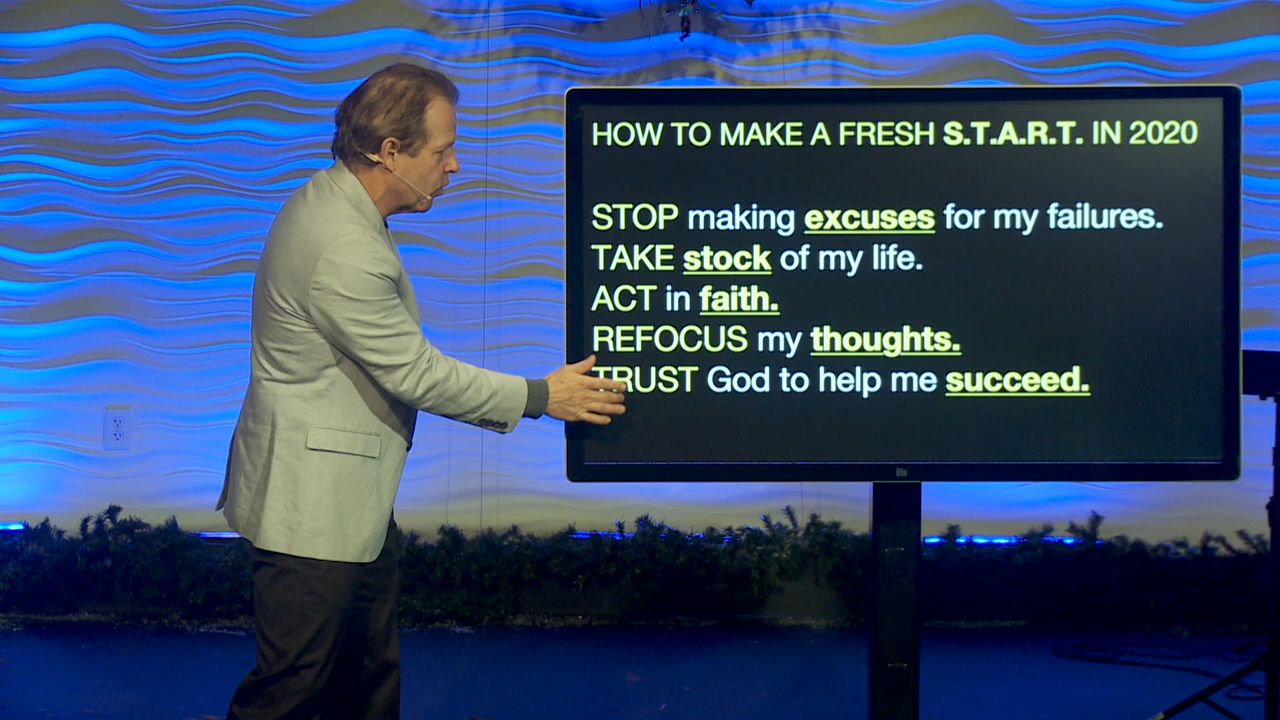 HOW TO MAKE A FRESH S.T.A.R.T. IN 2020
STOP making excuses for my failures.
TAKE stock of my life.
ACT in faith.
REFOCUS my thoughts.
TRUST God to help me succeed.
elo